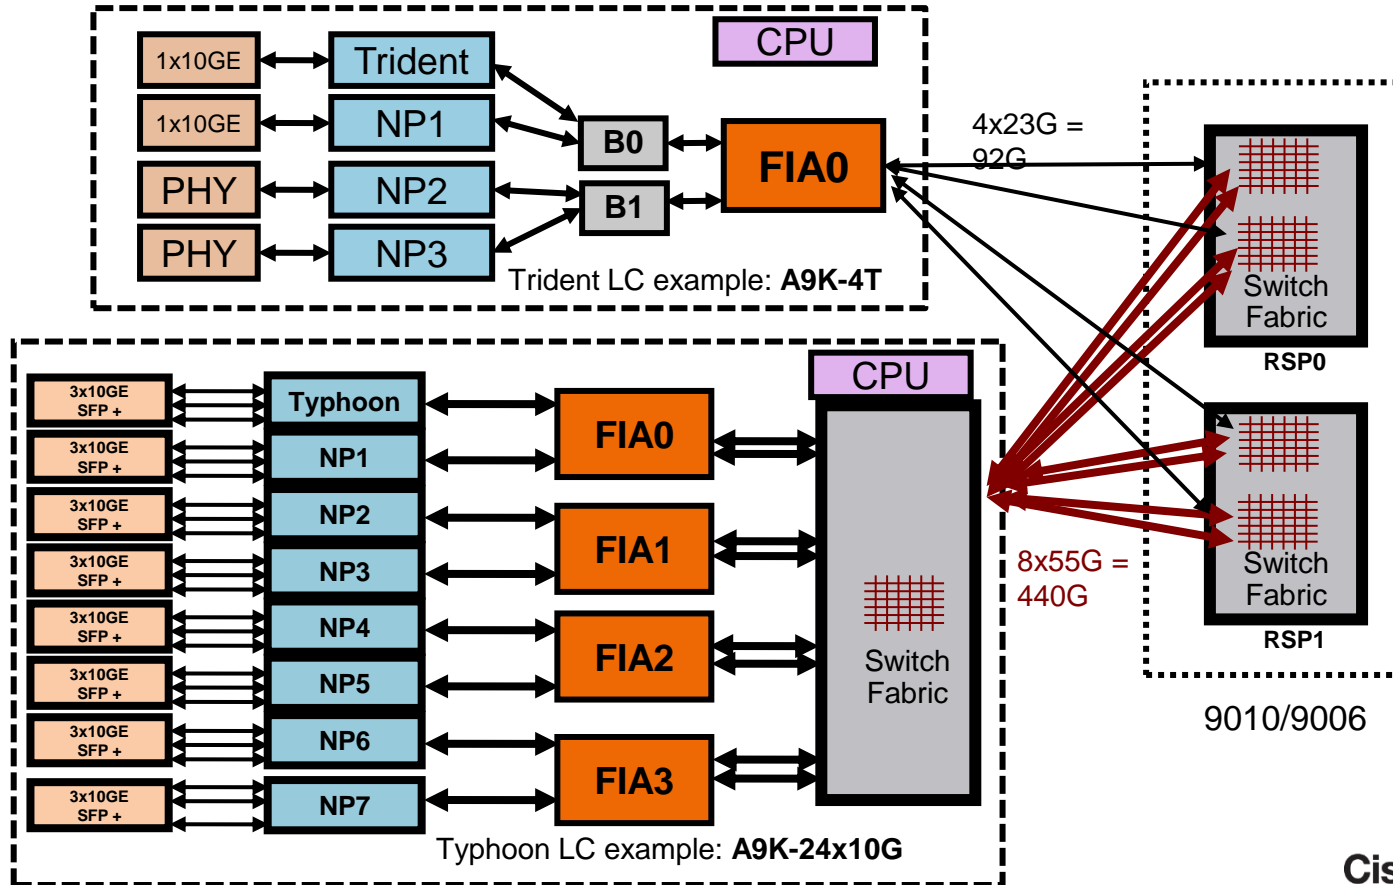 CPU
1x10GE
Trident
1x10GE
NP1
B0
PHY
NP2
B1
FIA0
PHY
NP3
Trident LC example: A9K-4T
4x23G =
92G
Switch
Fabric
RSP0
Switch
Fabric
RSP1
9010/9006
8x55G =
440G
CPU
3x10GE
SFP +
Typhoon
3x10GE
SFP +
NP1
FIA0
3x10GE
SFP +
NP2
3x10GE
SFP +
NP3
FIA1
3x10GE
SFP +
NP4
3x10GE
SFP +
NP5
FIA2
3x10GE
SFP +
NP6
3x10GE
SFP +
NP7
FIA3
Switch
Fabric
Typhoon LC example: A9K-24x10G
Cis